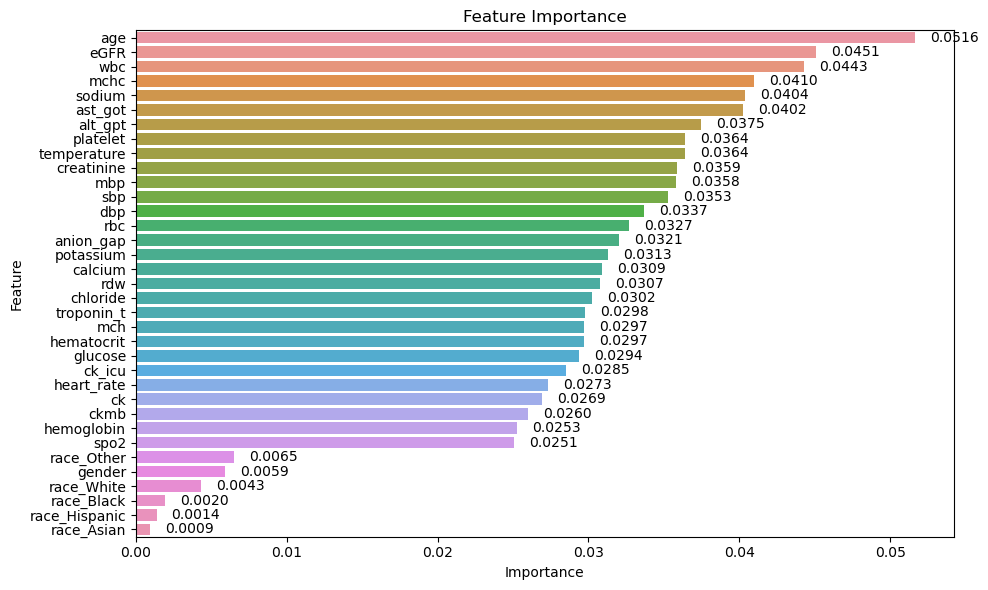 Feature Importance
age 0.0516
eGFR 0.0451
wbc 0.0443
mchc 0.0410
sodium 0.0404
ast_got 0.0402
alt_gpt 0.0375
platelet 0.0364
temperature 0.0364
creatinine 0.0359
mbp 0.0358
sbp 0.0353
dbp 0.0337
rbc 0.0327
anion_gap 0.0321
potassium 0.0313
calcium 0.0309
rdw 0.0307
chloride 0.0302
troponin_t 0.0298
mch 0.0297
hematocrit 0.0297
glucose 0.0294
ck_icu 0.0285
heart_rate 0.0273
ck 0.0269
ckmb 0.0260
hemoglobin 0.0253
spo2 0.0251
race_Other 0.0065
gender 0.0059
race_White 0.0043
race_Black 0.0020
race_Hispanic 0.0014
race_Asian 0.0009
Feature
0.00 0.01 0.02 0.03 0.04 0.05
Importance